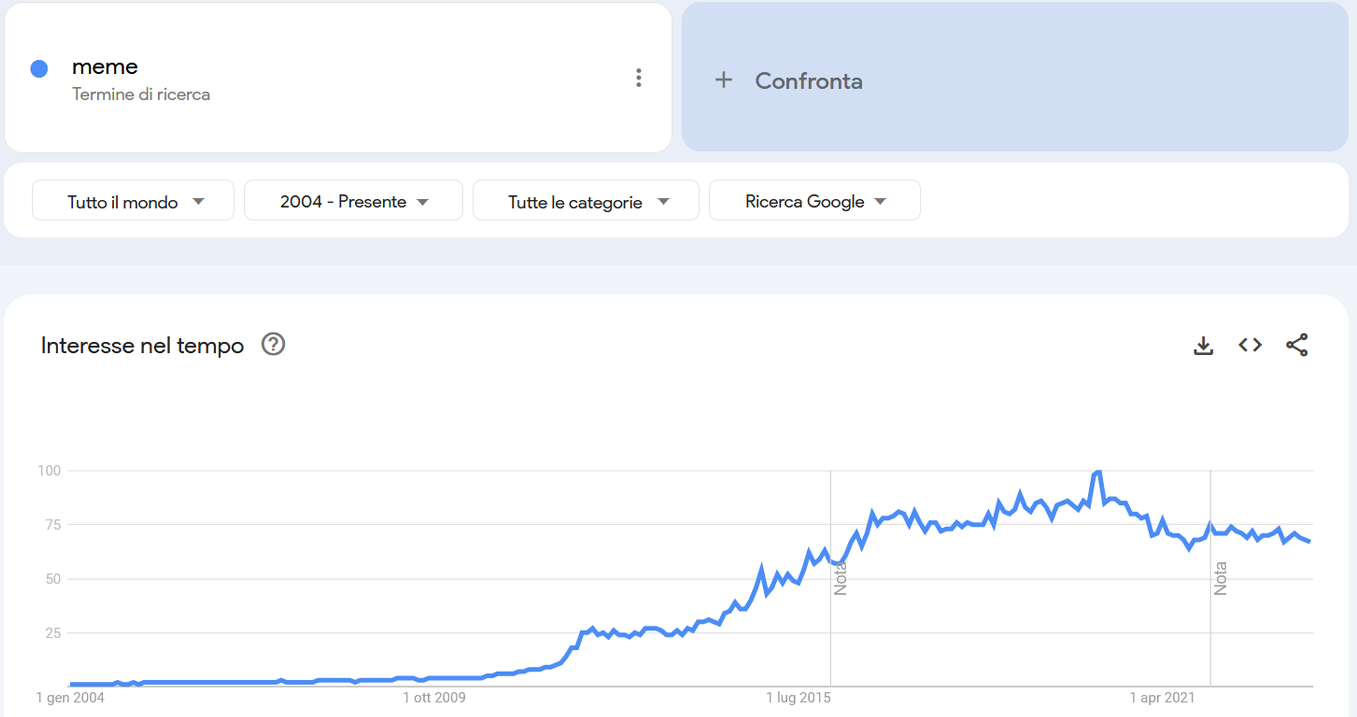 meme
Termine di ricerca
+ Confronta
Tutto il mondo
2004 - Presente
Tutte le categorie
Ricerca Google
Interesse nel tempo
100
75
50
25
Nota
Nota
1 gen 2004
1 ott 2009
1 lug 2015
1 apr 2021